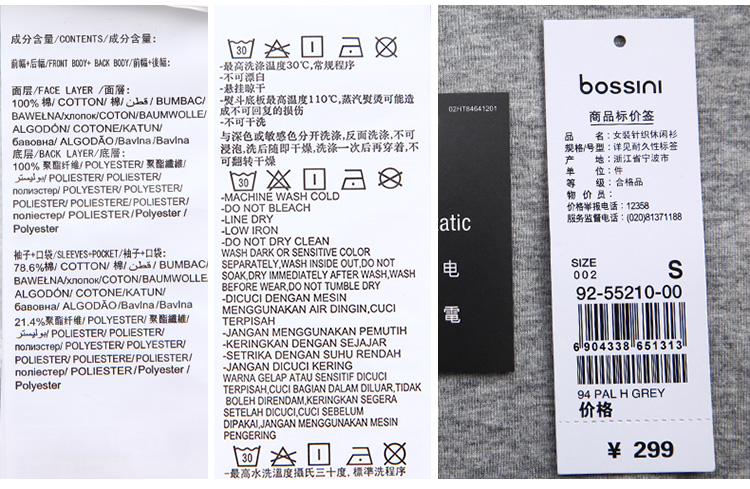 成分含量/CONTENTS/成分含量:
前幅+后幅/FRONT BODY+ BACK BODY/前幅+後幅:
面层/FACE LAYER /面層:
100% 棉/ COTTON/ 棉/ قطن/ BUMBAC/
BAWEŁNA/хлопок/COTON/BAUMWOLLE/
ALGODÓN/ COTONE/KATUN/
бавовна/ ALGODÃO/Bavlna /Bavlna
底层/BACK LAYER/ 底層:
100% 聚酯纤维/ POLYESTER/ 聚酯纖維/
بوليستر/ POLIESTER/ POLIESTER/
полиэстер/ POLYESTER/ POLYESTER/
POLIÉSTER/ POLIESTERE/ POLIESTER/
поліестер/ POLIÉSTER/Polyester /
Polyester
袖子+口袋/SLEEVES+POCKET/袖子+口袋:
78.6%棉/ COTTON/ 棉/ قطن/ BUMBAC/
BAWEŁNA/хлопок/COTON/BAUMWOLLE/
ALGODÓN/ COTONE/KATUN/
бавовна/ ALGODÃO/Bavlna/Bavlna
21.4%聚酯纤维/ POLYESTER/ 聚酯纖維/
بوليستر/ POLIESTER/ POLIESTER/
полиэстер/ POLYESTER/ POLYESTER/
POLIÉSTER/ POLIESTERE/ POLIESTER/
поліестер/ POLIÉSTER/Polyester /
Polyester
30
-最高洗涤温度30℃,常规程序
-不可漂白
-悬挂晾干
-熨斗底板最高温度110℃,蒸汽熨烫可能造
成不可回复的损伤
-不可干洗
与深色或敏感色分开洗涤,反面洗涤,不可
浸泡,洗后随即干燥,洗涤一次后再穿着,不
可翻转干燥
30
-MACHINE WASH COLD
-DO NOT BLEACH
-LINE DRY
-LOW IRON
-DO NOT DRY CLEAN
WASH DARK OR SENSITIVE COLOR
SEPARATELY,WASH INSIDE OUT,DO NOT
SOAK,DRY IMMEDIATELY AFTER WASH,WASH
BEFORE WEAR,DO NOT TUMBLE DRY
-DICUCI DENGAN MESIN
MENGGUNAKAN AIR DINGIN,CUCI
TERPISAH
-JANGAN MENGGUNAKAN PEMUTIH
-KERINGKAN DENGAN SEJAJAR
-SETRIKA DENGAN SUHU RENDAH
-JANGAN DICUCI KERING
WARNA GELAP ATAU SENSITIF DICUCI
TERPISAH,CUCI BAGIAN DALAM DILUAR,TIDAK
BOLEH DIRENDAM,KERINGKAN SEGERA
SETELAH DICUCI,CUCI SEBELUM
DIPAKAI,JANGAN MENGGUNAKAN MESIN
PENGERING
30
-最高水洗溫度攝氏三十度,標準洗程序
02HT84641201
atic
电
電
bossini
商品标价签
品 名: 女装针织休闲衫
规格/号型: 详见耐久性标签
产 地: 浙江省宁波市
单 位: 件
等 级: 合格品
物 价 员:
价格举报电话: 12358
服务监督电话: (020)81371188
SIZE
002
S
92-55210-00
6 904338 651313
94 PAL H GREY
价格
¥ 299